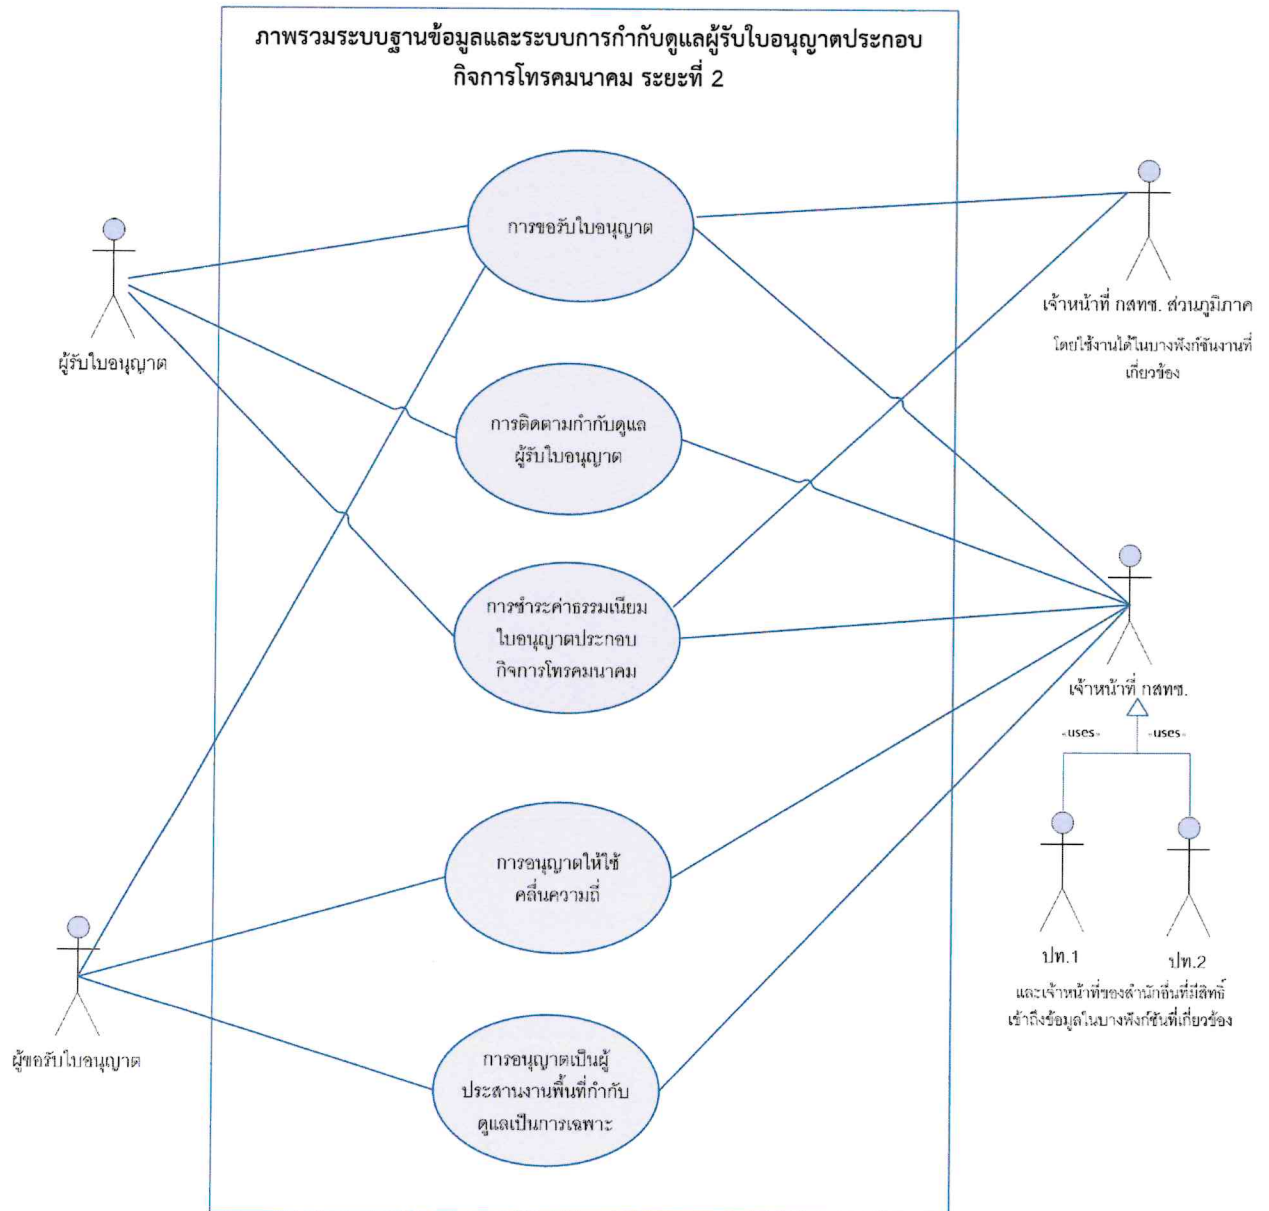 ภาพรวมระบบฐานข้อมูลและระบบการกำกับดูแลผู้รับใบอนุญาตประกอบ
กิจการโทรคมนาคม ระยะที่ 2
การขอรับใบอนุญาต
เจ้าหน้าที่ กสทช. ส่วนภูมิภาค
โดยใช้งานได้ในบางฟังก์ชันงานที่
เกี่ยวข้อง
ผู้รับใบอนุญาต
การติดตามกำกับดูแล
ผู้รับใบอนุญาต
การชำระค่าธรรมเนียม
ใบอนุญาตประกอบ
กิจการโทรคมนาคม
เจ้าหน้าที่ กสทช.
-uses-
-uses-
การอนุญาตให้ใช้
คลื่นความถี่
ปท.1
ปท.2
และเจ้าหน้าที่ของสำนักอื่นที่มีสิทธิ์
เข้าถึงข้อมูลในบางฟังก์ชันที่เกี่ยวข้อง
ผู้ขอรับใบอนุญาต
การอนุญาตเป็นผู้
ประสานงานพื้นที่กำกับ
ดูแลเป็นการเฉพาะ